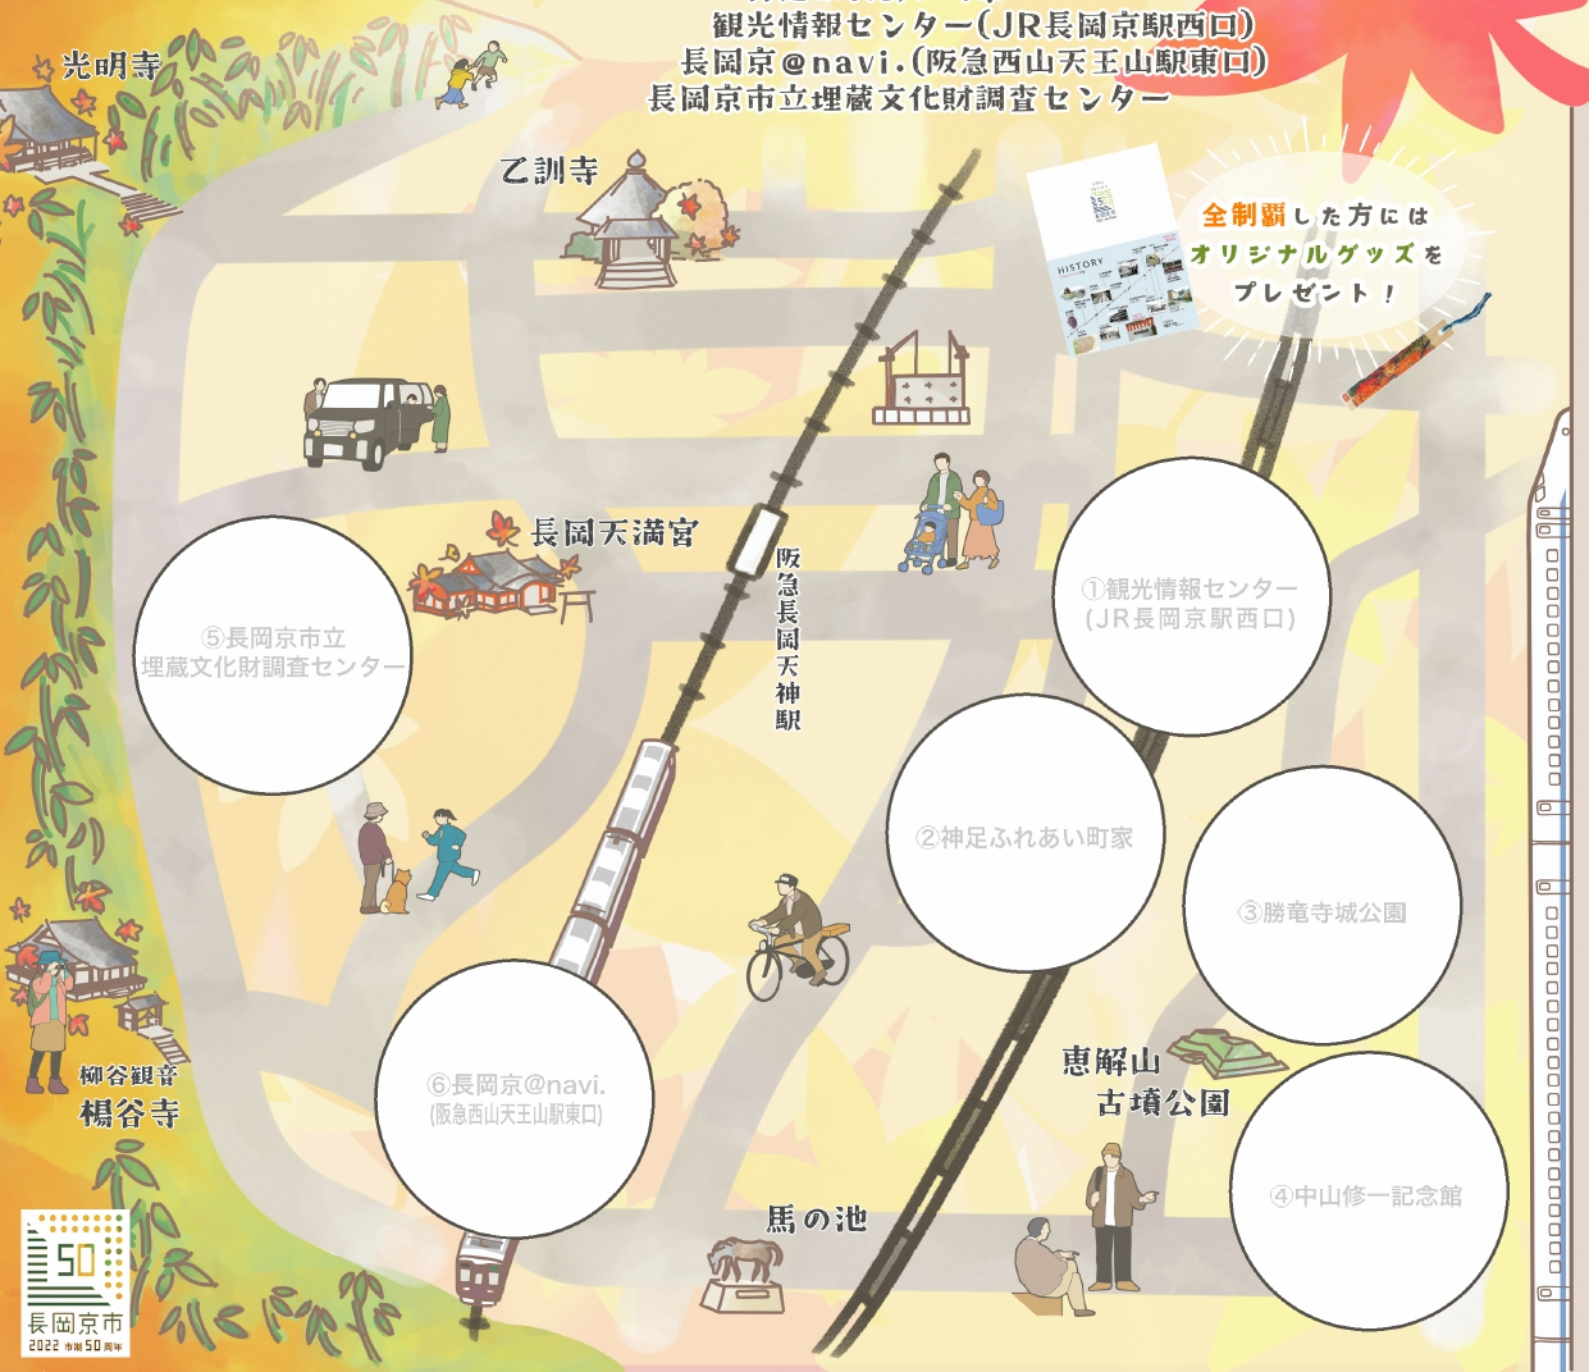 観光情報センター(JR長岡京駅西口)
長岡京@navi.(阪急西山天王山駅東口)
長岡京市立埋蔵文化財調査センター
光明寺
乙訓寺
HISTORY
全制覇した方には
オリジナルグッズを
プレゼント！
長岡天満宮
阪急長岡天神駅
①観光情報センター
(JR長岡京駅西口)
⑤長岡京市立
埋蔵文化財調査センター
②神足ふれあい町家
③勝竜寺城公園
恵解山
古墳公園
柳谷観音
楊谷寺
⑥長岡京@navi.
(阪急西山天王山駅東口)
④中山修一記念館
馬の池
50
長岡京市
2022 市制50周年